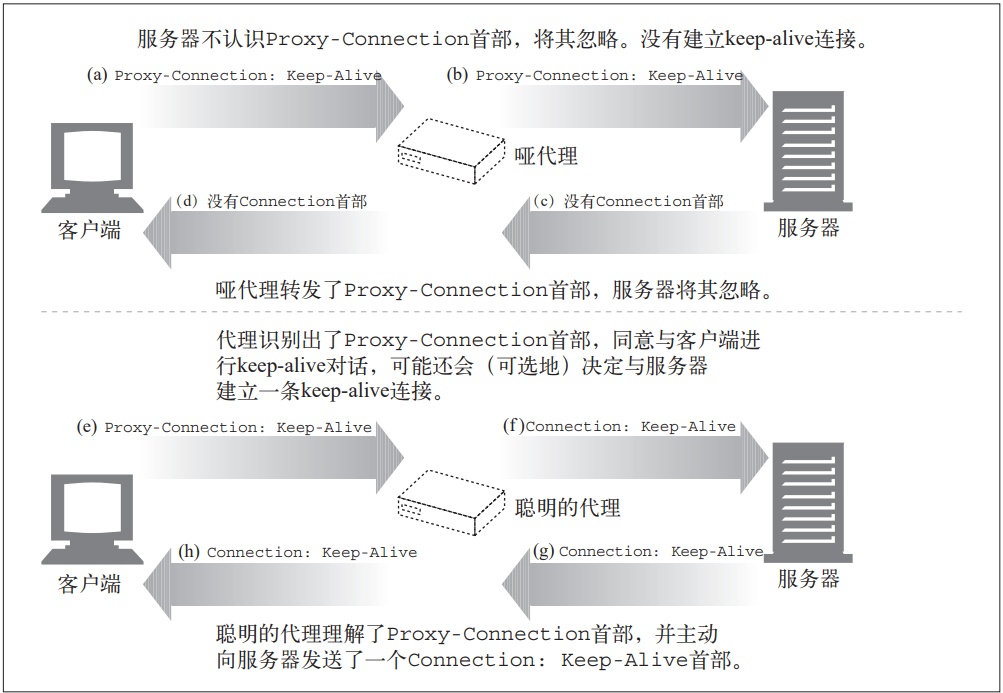 服务器不认识Proxy-Connection首部，将其忽略。没有建立keep-alive连接。
(a) Proxy-Connection: Keep-Alive
(b) Proxy-Connection: Keep-Alive
哑代理
(d) 没有Connection首部
(c) 没有Connection首部
客户端
服务器
哑代理转发了Proxy-Connection首部，服务器将其忽略。
代理识别出了Proxy-Connection首部，同意与客户端进
行keep-alive对话，可能还会（可选地）决定与服务器
建立一条keep-alive连接。
(e) Proxy-Connection: Keep-Alive
(f)Connection: Keep-Alive
聪明的代理
(h) Connection: Keep-Alive
(g) Connection: Keep-Alive
客户端
服务器
聪明的代理理解了Proxy-Connection首部，并主动
向服务器发送了一个Connection: Keep-Alive首部。